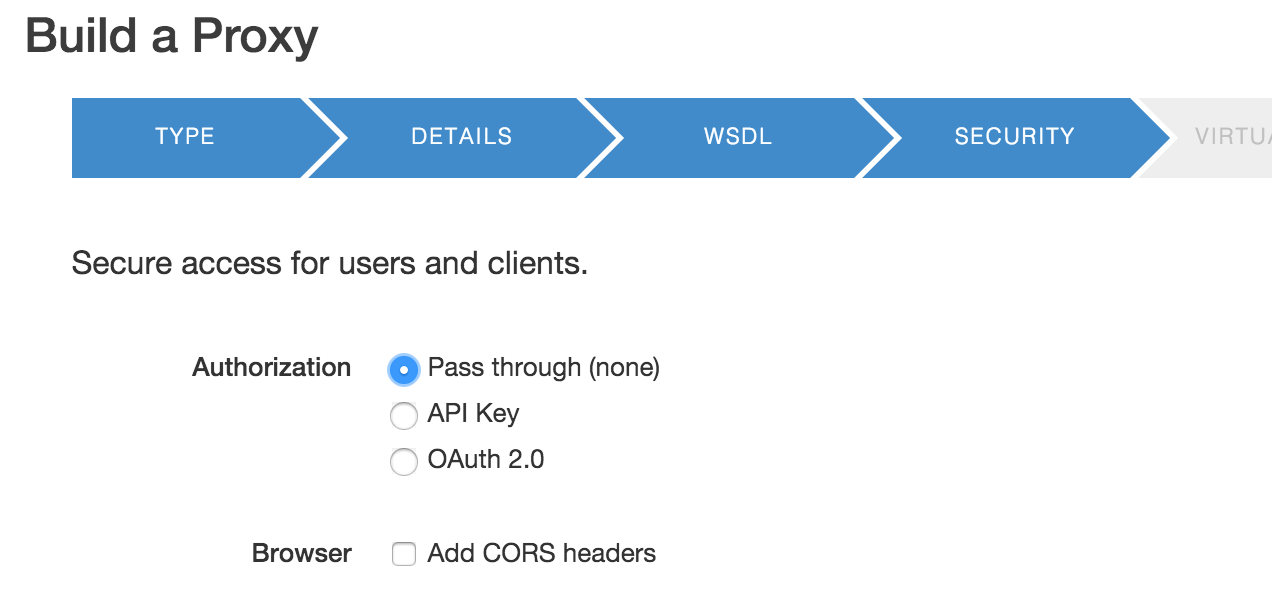 Build a Proxy
TYPE DETAILS WSDL SECURITY
Secure access for users and clients.
Authorization Pass through (none)
API Key
OAuth 2.0
Browser Add CORS headers